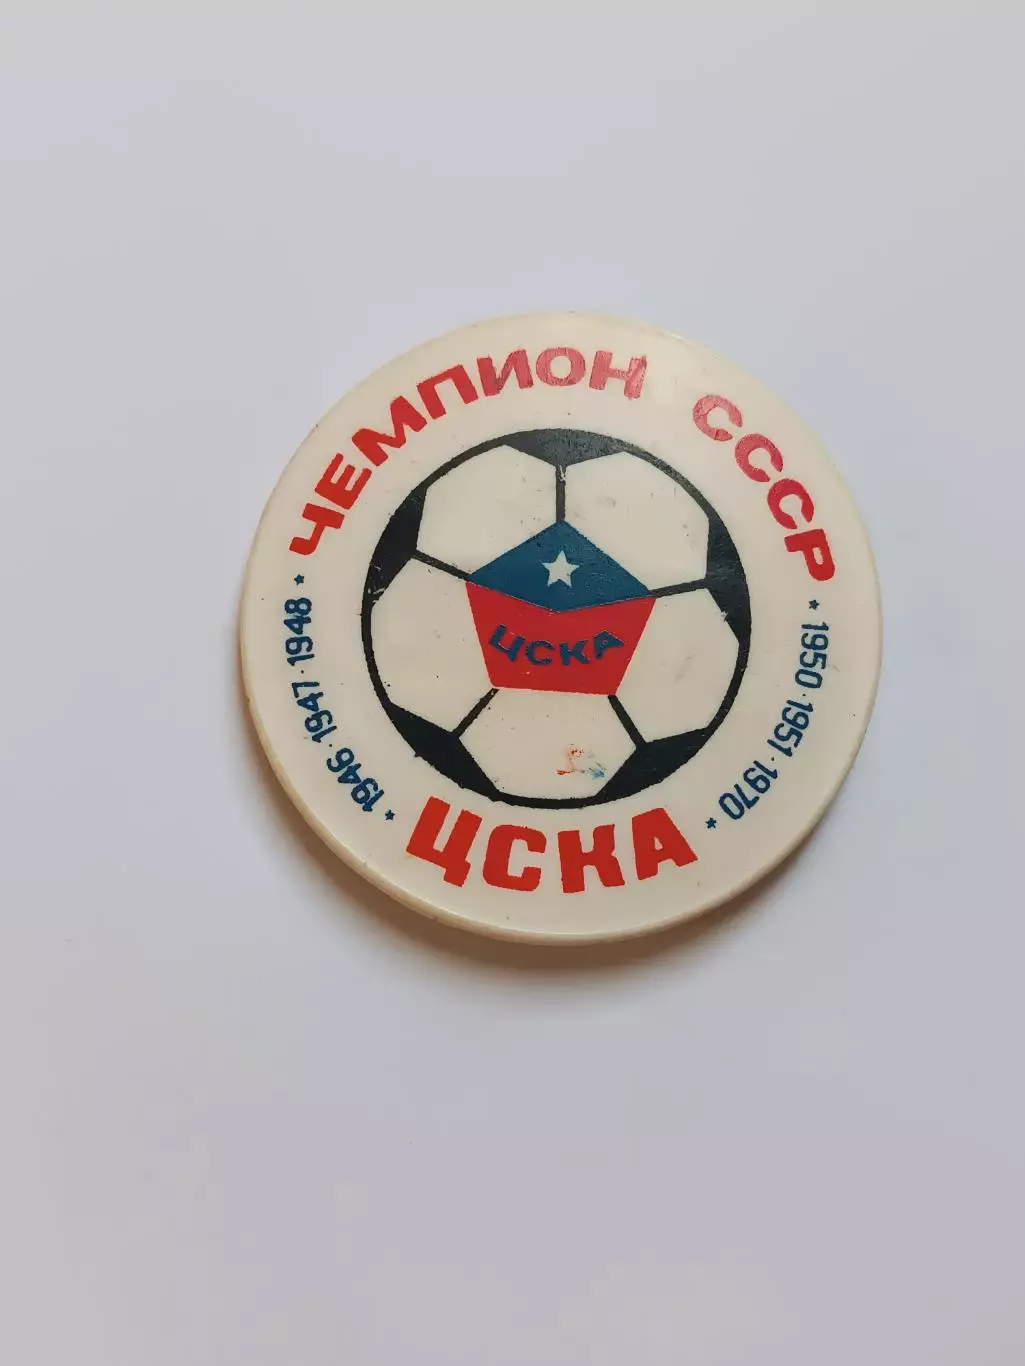 ЧЕМПИОН СССР
* 1946 · 1947 · 1948 *
ЦСКА
* 1950 · 1951 · 1970 *
ЦСКА